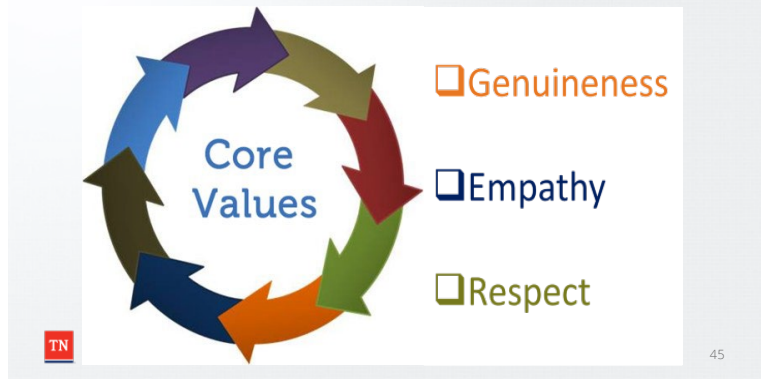 Core
Values
❑Genuineness
❑Empathy
❑Respect
TN
45